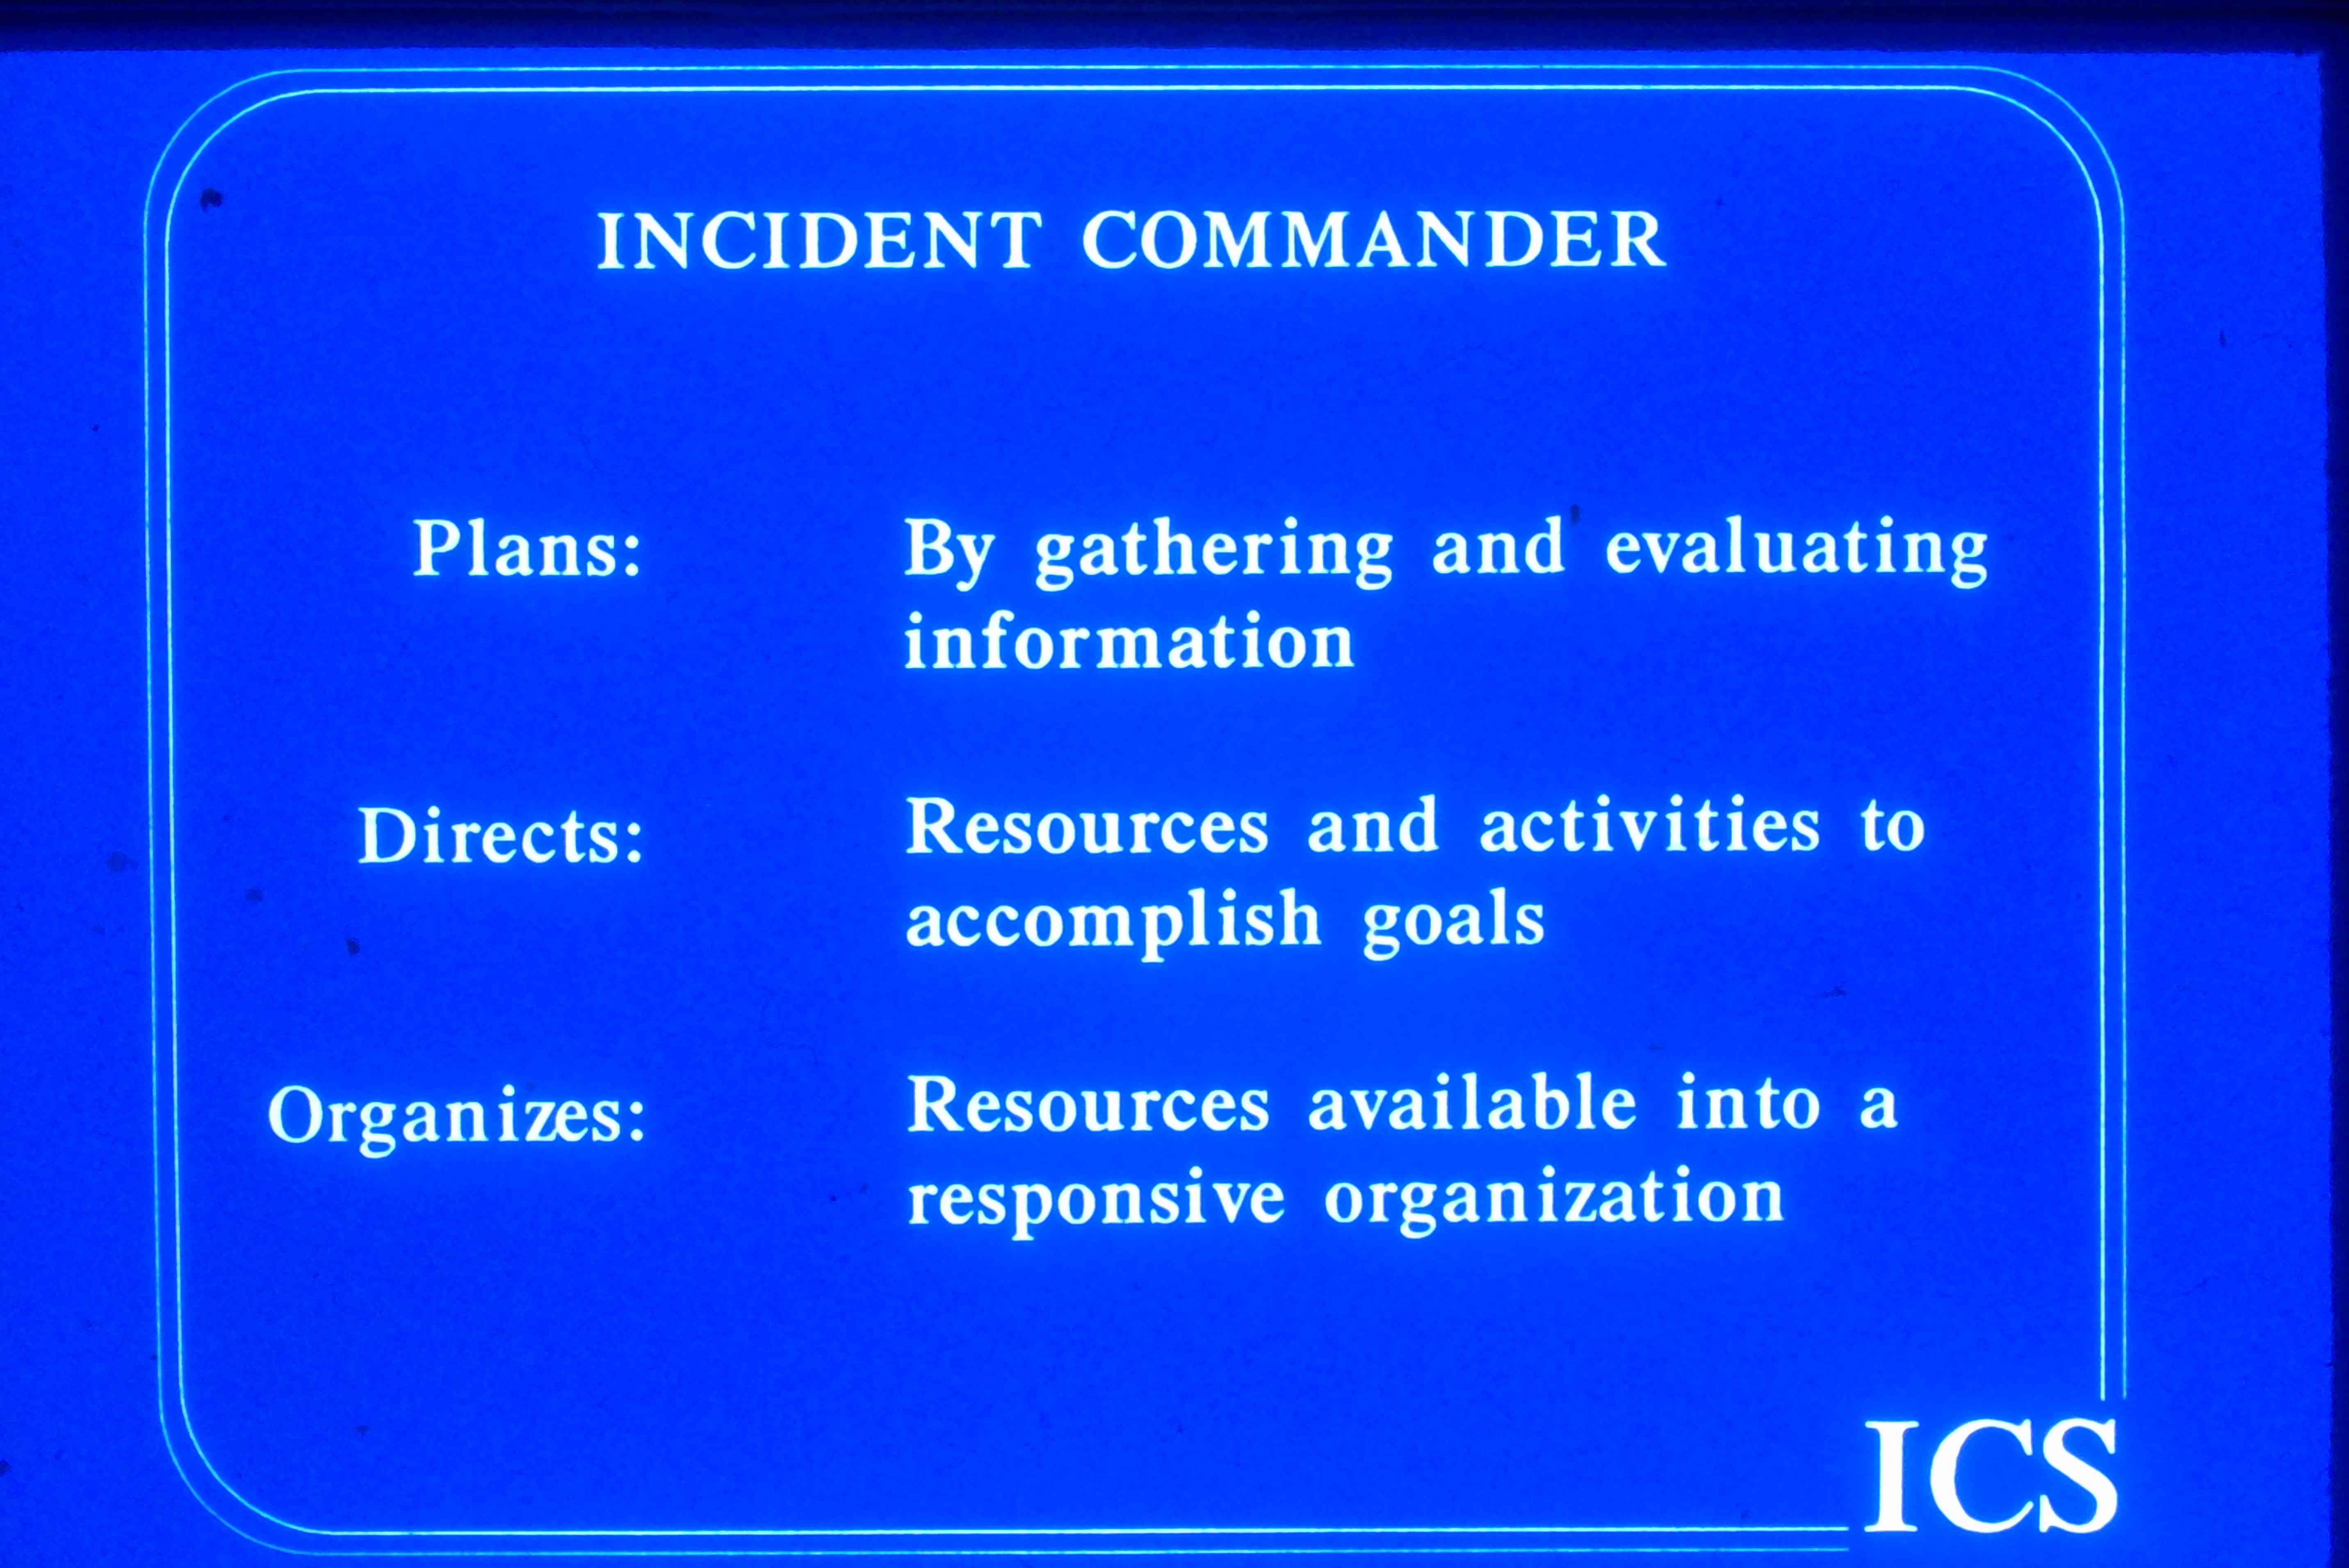 INCIDENT COMMANDER
Plans: By gathering and evaluating
information
Directs: Resources and activities to
accomplish goals
Organizes: Resources available into a
responsive organization
ICS